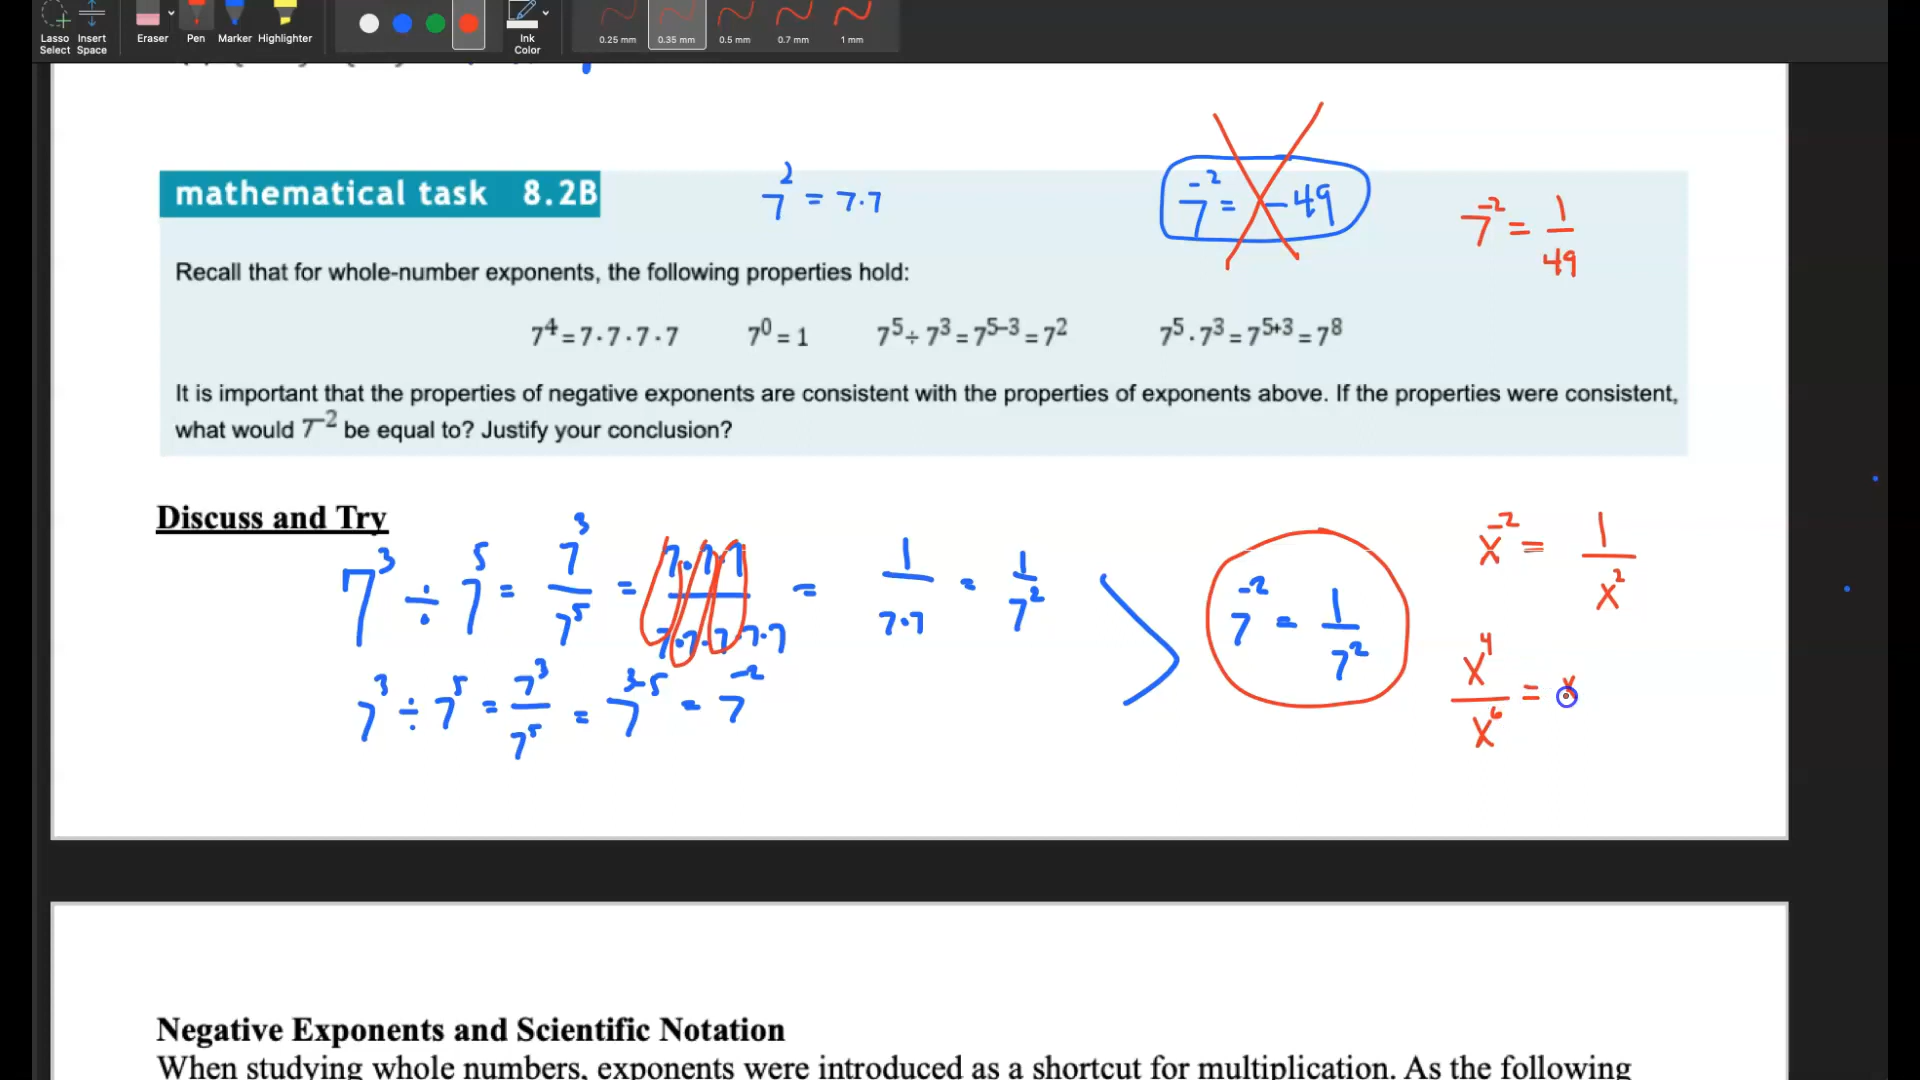 Lasso Select
Insert Space
Eraser
Pen
Marker
Highlighter
Ink Color
0.25 mm
0.35 mm
0.5 mm
0.7 mm
1 mm
mathematical task 8.2B
7² = 7·7
7⁻² = -49
7⁻² = 1/49
Recall that for whole-number exponents, the following properties hold:
7⁴ = 7·7·7·7
7⁰ = 1
7⁵ ÷ 7³ = 7⁵⁻³ = 7²
7⁵ · 7³ = 7⁵⁺³ = 7⁸
It is important that the properties of negative exponents are consistent with the properties of exponents above. If the properties were consistent,
what would 7⁻² be equal to? Justify your conclusion?
Discuss and Try
7³ ÷ 7⁵ = 7³/7⁵ = 7·7·7/7·7·7·7·7 = 1/7·7 = 1/7²
7³ ÷ 7⁵ = 7³/7⁵ = 7³⁻⁵ = 7⁻²
7⁻² = 1/7²
x⁻² = 1/x²
x⁴/x⁶ = x
Negative Exponents and Scientific Notation
When studying whole numbers, exponents were introduced as a shortcut for multiplication. As the following